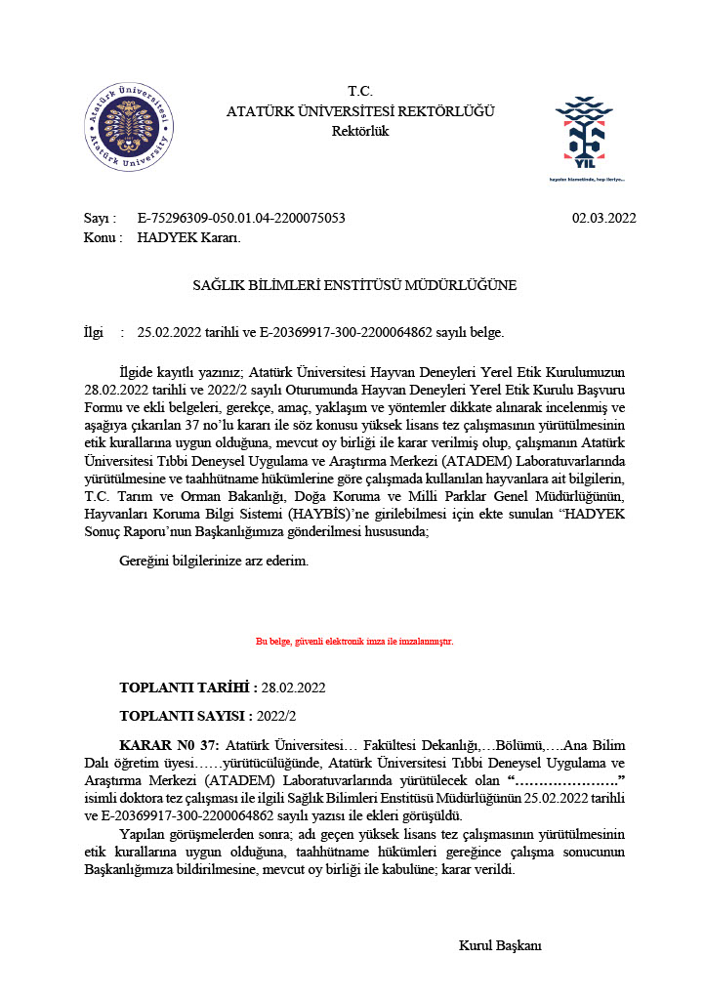 T.C.
ATATÜRK ÜNİVERSİTESİ REKTÖRLÜĞÜ
Rektörlük
Atatürk Üniversitesi
Atatürk University
YIL
hayatın hizmetinde, hep ileriye...
Sayı : E-75296309-050.01.04-2200075053 02.03.2022
Konu : HADYEK Kararı.
SAĞLIK BİLİMLERİ ENSTİTÜSÜ MÜDÜRLÜĞÜNE
İlgi : 25.02.2022 tarihli ve E-20369917-300-2200064862 sayılı belge.
İlgide kayıtlı yazınız; Atatürk Üniversitesi Hayvan Deneyleri Yerel Etik Kurulumuzun
28.02.2022 tarihli ve 2022/2 sayılı Oturumunda Hayvan Deneyleri Yerel Etik Kurulu Başvuru
Formu ve ekli belgeleri, gerekçe, amaç, yaklaşım ve yöntemler dikkate alınarak incelenmiş ve
aşağıya çıkarılan 37 no’lu kararı ile söz konusu yüksek lisans tez çalışmasının yürütülmesinin
etik kurallarına uygun olduğuna, mevcut oy birliği ile karar verilmiş olup, çalışmanın Atatürk
Üniversitesi Tıbbi Deneysel Uygulama ve Araştırma Merkezi (ATADEM) Laboratuvarlarında
yürütülmesine ve taahhütname hükümlerine göre çalışmada kullanılan hayvanlara ait bilgilerin,
T.C. Tarım ve Orman Bakanlığı, Doğa Koruma ve Milli Parklar Genel Müdürlüğünün,
Hayvanları Koruma Bilgi Sistemi (HAYBİS)’ne girilebilmesi için ekte sunulan “HADYEK
Sonuç Raporu’nun Başkanlığımıza gönderilmesi hususunda;
Gereğini bilgilerinize arz ederim.
Bu belge, güvenli elektronik imza ile imzalanmıştır.
TOPLANTI TARİHİ : 28.02.2022
TOPLANTI SAYISI : 2022/2
KARAR N0 37: Atatürk Üniversitesi… Fakültesi Dekanlığı,…Bölümü,….Ana Bilim
Dalı öğretim üyesi……yürütücülüğünde, Atatürk Üniversitesi Tıbbi Deneysel Uygulama ve
Araştırma Merkezi (ATADEM) Laboratuvarlarında yürütülecek olan “………………….”
isimli doktora tez çalışması ile ilgili Sağlık Bilimleri Enstitüsü Müdürlüğünün 25.02.2022 tarihli
ve E-20369917-300-2200064862 sayılı yazısı ile ekleri görüşüldü.
Yapılan görüşmelerden sonra; adı geçen yüksek lisans tez çalışmasının yürütülmesinin
etik kurallarına uygun olduğuna, taahhütname hükümleri gereğince çalışma sonucunun
Başkanlığımıza bildirilmesine, mevcut oy birliği ile kabulüne; karar verildi.
Kurul Başkanı